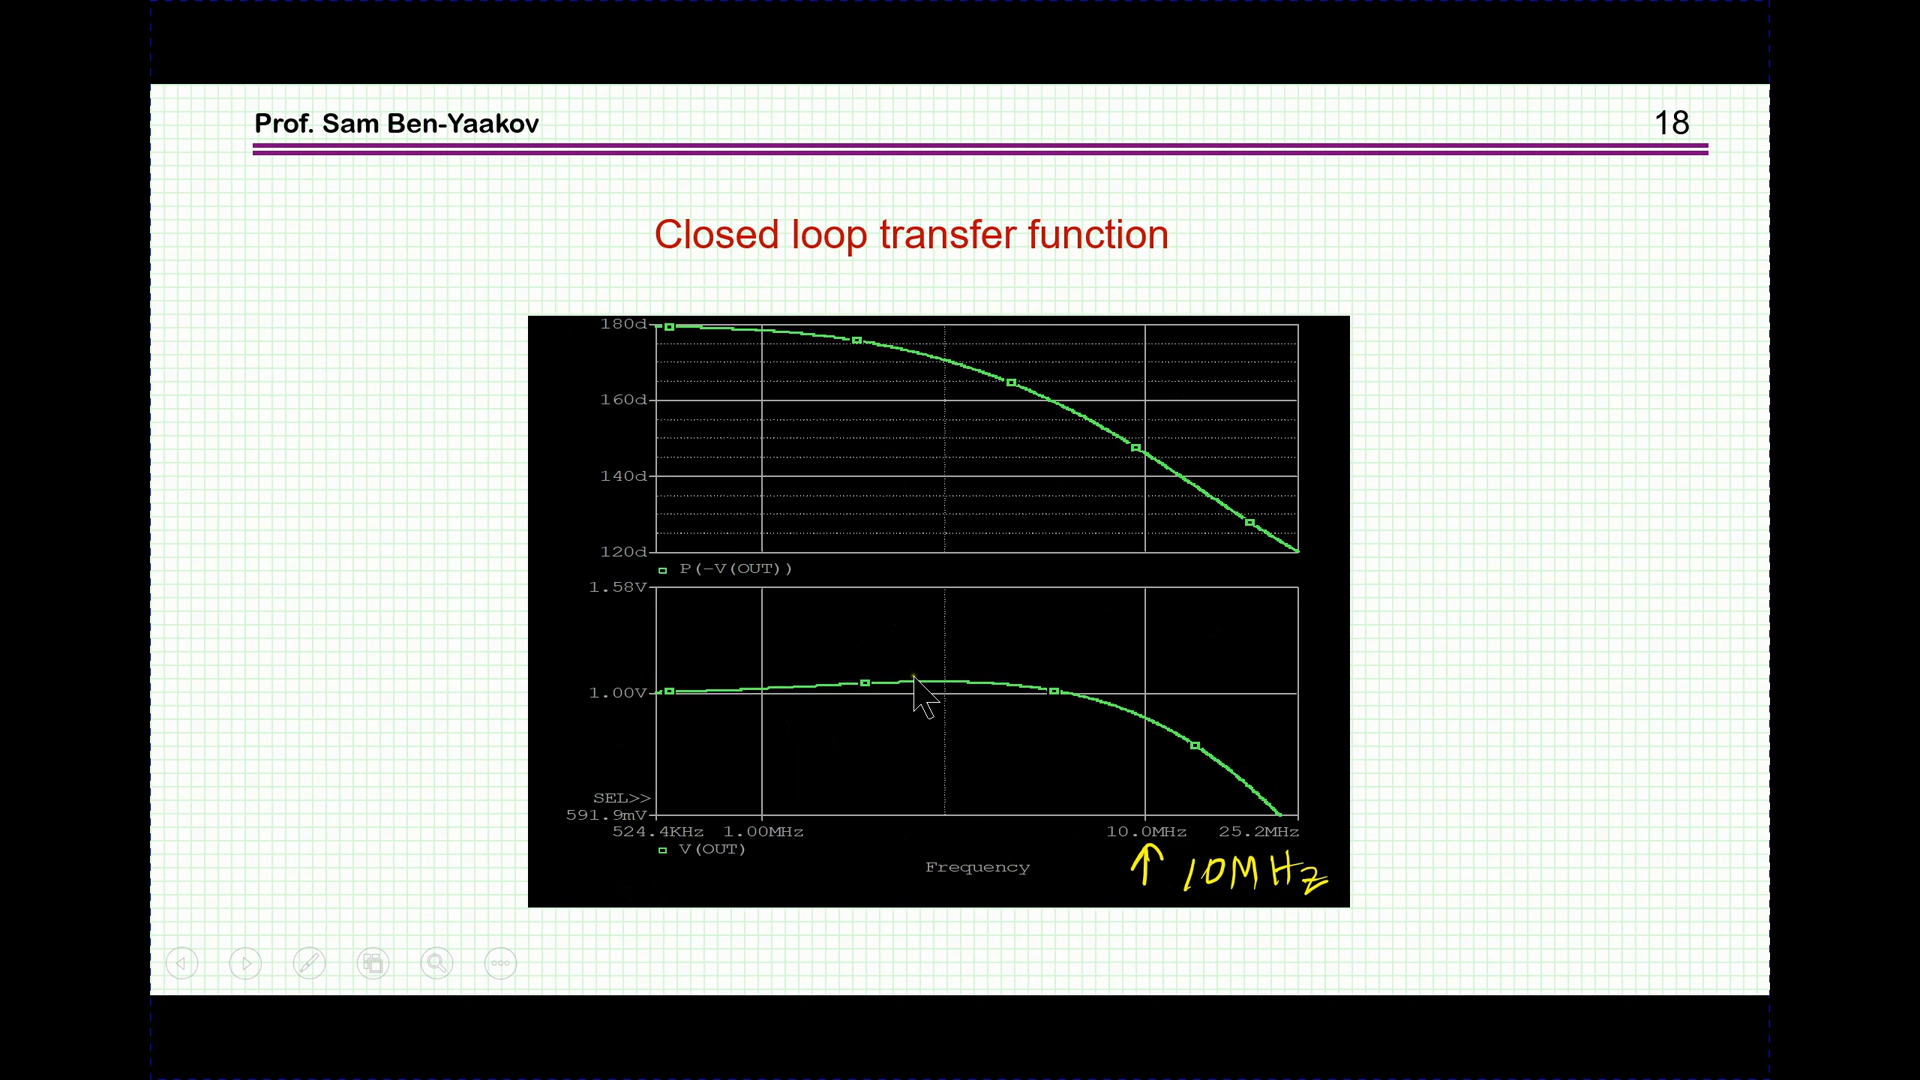 Prof. Sam Ben-Yaakov
18
Closed loop transfer function
180d
160d
140d
120d
P(-V(OUT))
1.58V
1.00V
SEL>>
591.9mV
524.4KHz 1.00MHz 10.0MHz 25.2MHz
V(OUT)
Frequency
↑ 10MHz